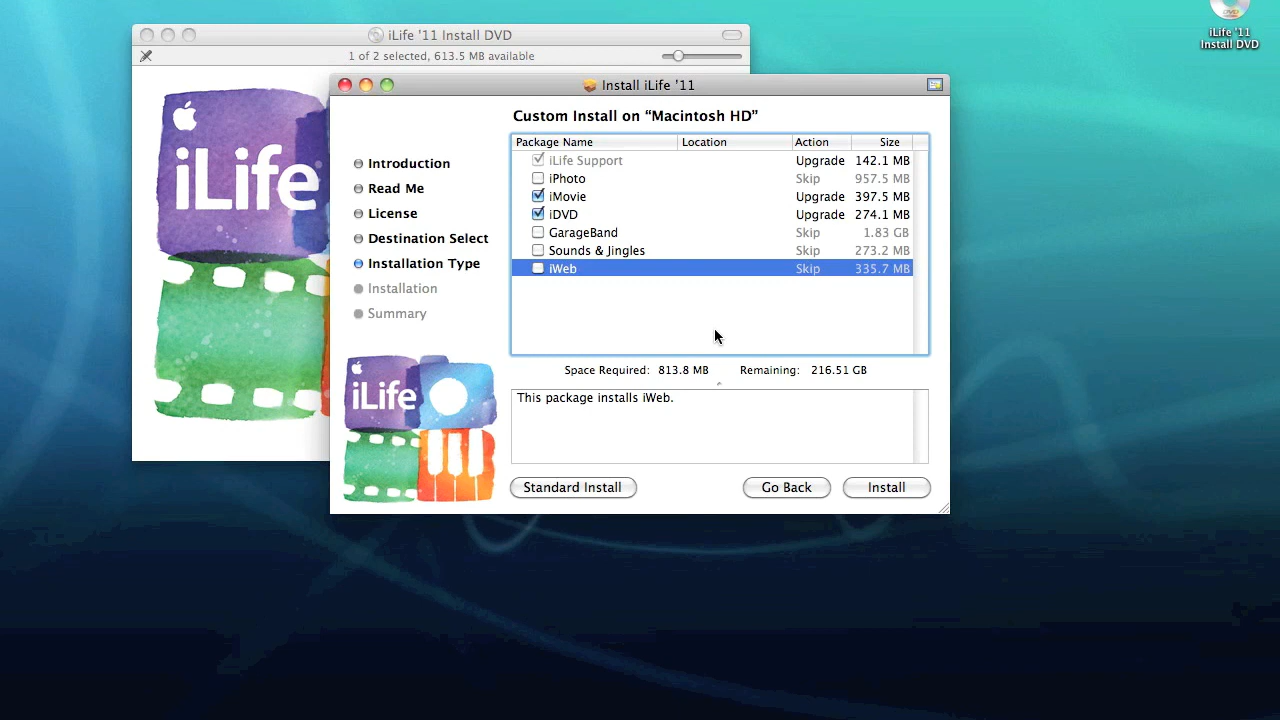 iLife '11 Install DVD
1 of 2 selected, 613.5 MB available
iLife '11
Install DVD
DVD
iLife
Install iLife '11
Custom Install on “Macintosh HD”
Introduction
Read Me
License
Destination Select
Installation Type
Installation
Summary
Package Name Location Action Size
iLife Support Upgrade 142.1 MB
iPhoto Skip 957.5 MB
iMovie Upgrade 397.5 MB
iDVD Upgrade 274.1 MB
GarageBand Skip 1.83 GB
Sounds & Jingles Skip 273.2 MB
iWeb Skip 335.7 MB
Space Required: 813.8 MB Remaining: 216.51 GB
This package installs iWeb.
iLife
Standard Install Go Back Install